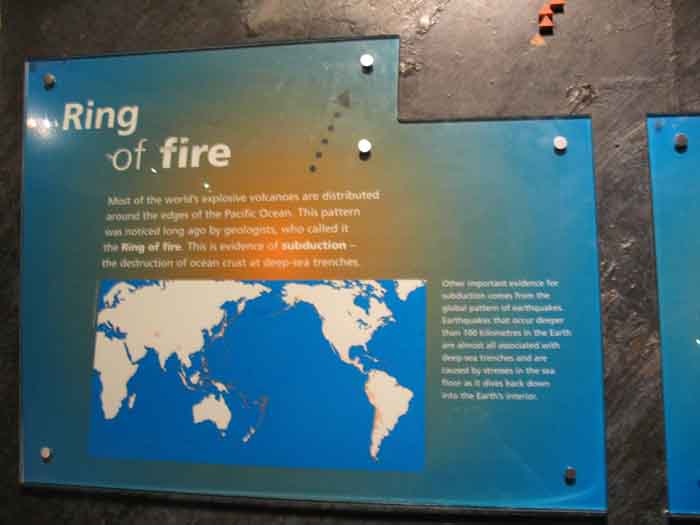 Ring
of fire
Most of the world's explosive volcanoes are distributed
around the edges of the Pacific Ocean. This pattern
was noticed long ago by geologists, who called it
the Ring of fire. This is evidence of subduction –
the destruction of ocean crust at deep-sea trenches.
Other important evidence for
subduction comes from the
global pattern of earthquakes.
Earthquakes that occur deeper
than 100 kilometres in the Earth
are almost all associated with
deep-sea trenches and are
caused by stresses in the sea
floor as it dives back down
into the Earth's interior.